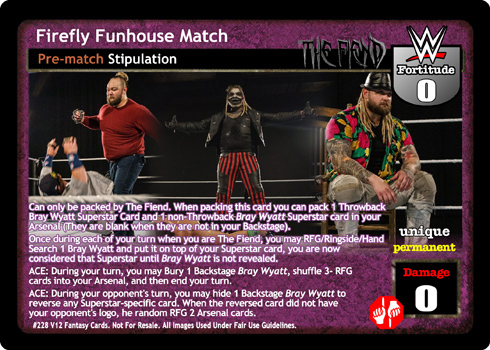 Firefly Funhouse Match
Pre-match Stipulation
THE FIEND
W
Fortitude
0
Can only be packed by The Fiend. When packing this card you can pack 1 Throwback
Bray Wyatt Superstar Card and 1 non-Throwback Bray Wyatt Superstar card in your
Arsenal (They are blank when they are not in your Backstage).
Once during each of your turn when you are The Fiend, you may RFG/Ringside/Hand
Search 1 Bray Wyatt and put it on top of your Superstar card, you are now
considered that Superstar until Bray Wyatt is not revealed.
ACE: During your turn, you may Bury 1 Backstage Bray Wyatt, shuffle 3- RFG
cards into your Arsenal, and then end your turn.
ACE: During your opponent's turn, you may hide 1 Backstage Bray Wyatt to
reverse any Superstar-specific card. When the reversed card did not have
your opponent's logo, he random RFG 2 Arsenal cards.
#228 V12 Fantasy Cards. Not For Resale. All Images Used Under Fair Use Guidelines.
unique
permanent
Damage
0